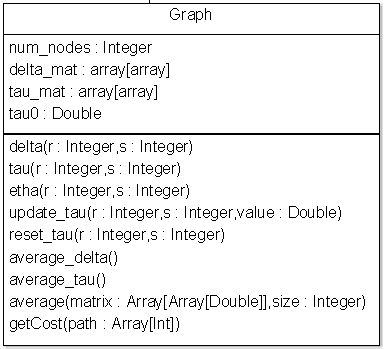 Graph
num_nodes : Integer
delta_mat : array[array]
tau_mat : array[array]
tau0 : Double
delta(r : Integer,s : Integer)
tau(r : Integer,s : Integer)
etha(r : Integer,s : Integer)
update_tau(r : Integer,s : Integer,value : Double)
reset_tau(r : Integer,s : Integer)
average_delta()
average_tau()
average(matrix : Array[Array[Double]],size : Integer)
getCost(path : Array[Int])